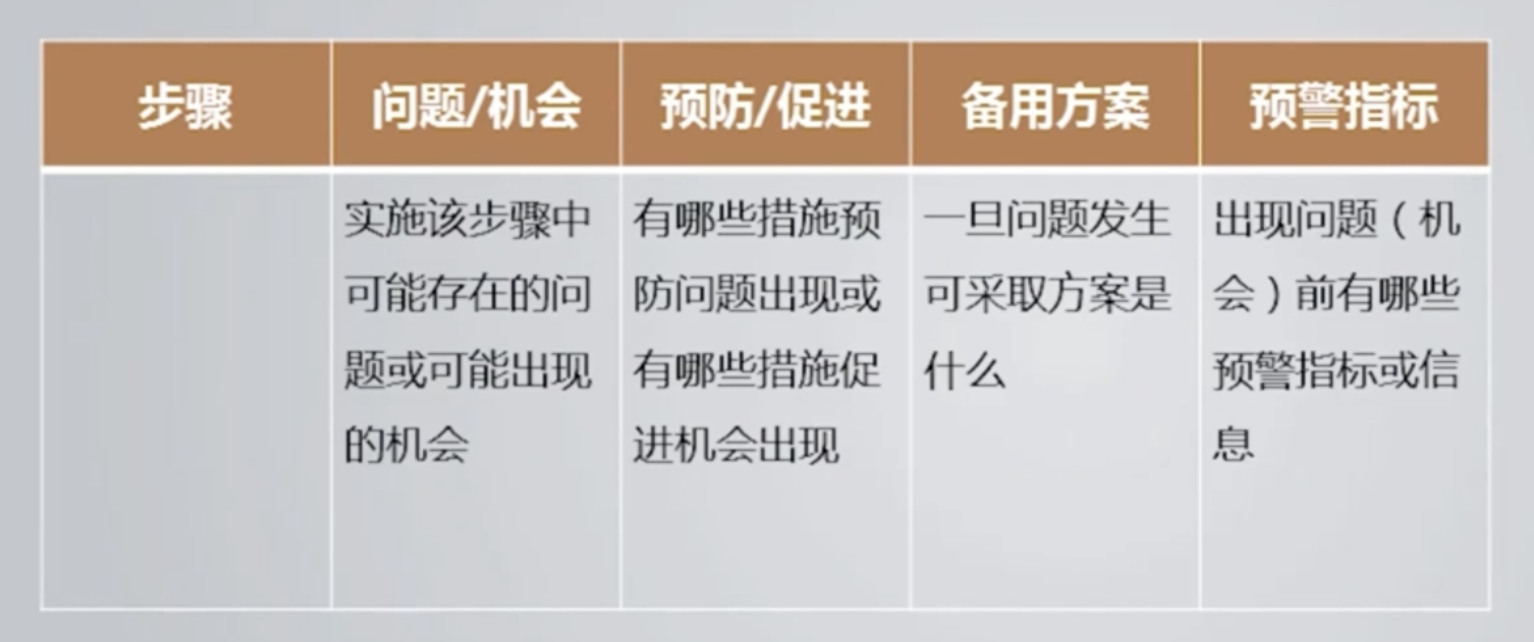 步骤
问题/机会
预防/促进
备用方案
预警指标
实施该步骤中
可能存在的问
题或可能出现
的机会
有哪些措施预
防问题出现或
有哪些措施促
进机会出现
一旦问题发生
可采取方案是
什么
出现问题（机
会）前有哪些
预警指标或信
息